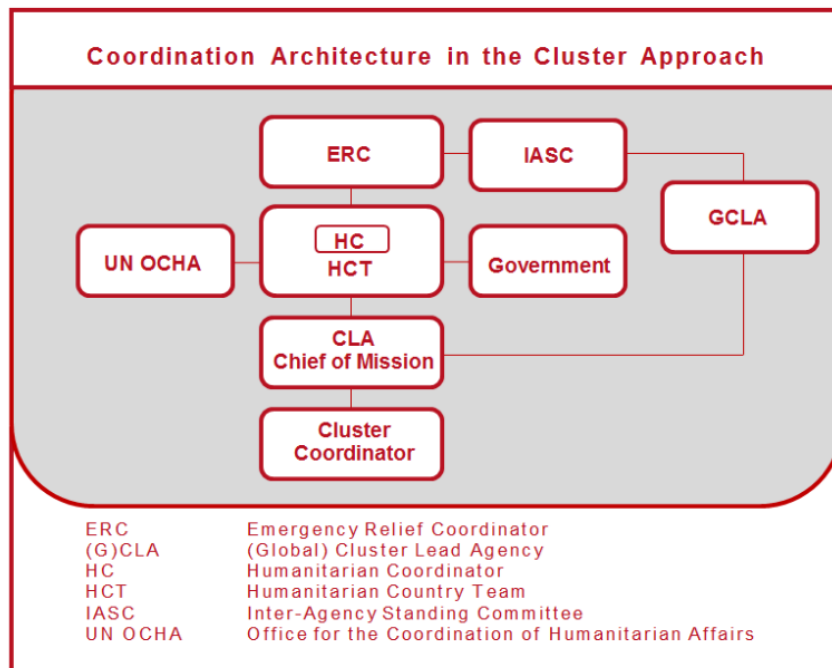 Coordination Architecture in the Cluster Approach
ERC
IASC
GCLA
UN OCHA
HC
HCT
Government
CLA
Chief of Mission
Cluster
Coordinator
ERC Emergency Relief Coordinator
(G)CLA (Global) Cluster Lead Agency
HC Humanitarian Coordinator
HCT Humanitarian Country Team
IASC Inter-Agency Standing Committee
UN OCHA Office for the Coordination of Humanitarian Affairs